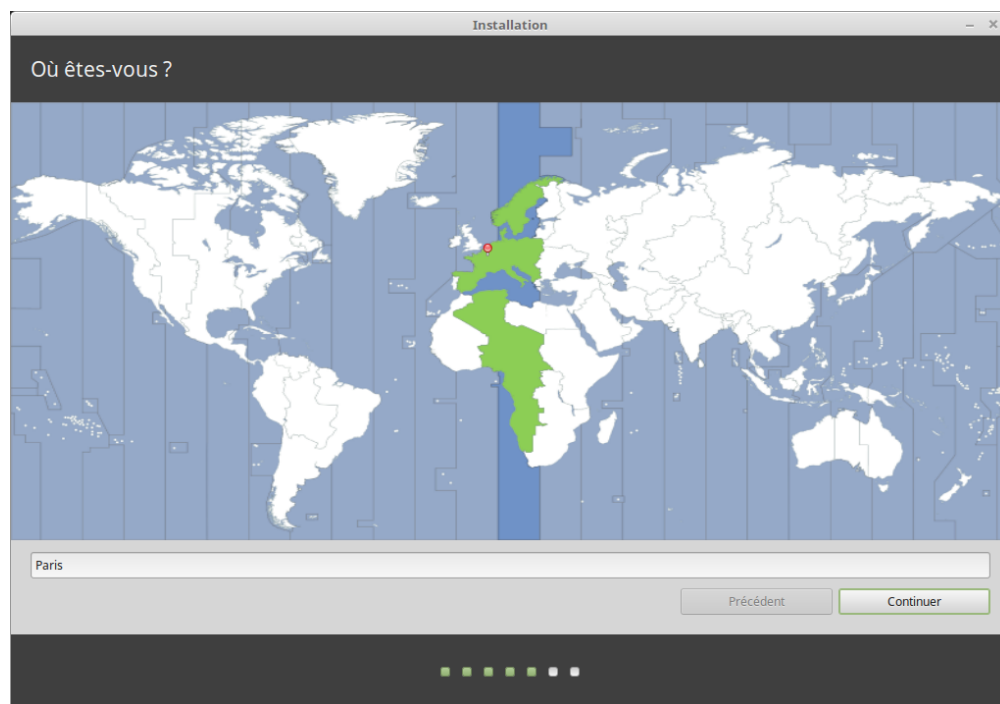 Installation
Où êtes-vous ?
Paris
Précédent
Continuer